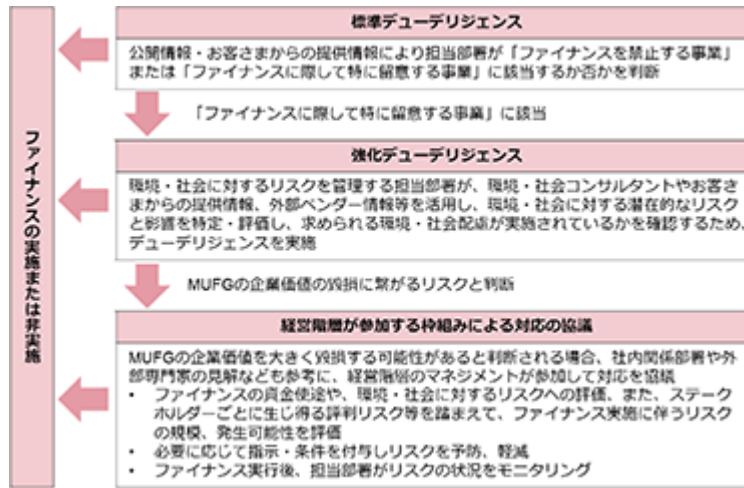 標準デューデリジェンス
公開情報・お客さまからの提供情報により担当部署が「ファイナンスを禁止する事業」
または「ファイナンスに際して特に留意する事業」に該当するか否かを判断
「ファイナンスに際して特に留意する事業」に該当
強化デューデリジェンス
環境・社会に対するリスクを管理する担当部署が、環境・社会コンサルタントやお客さ
まからの提供情報、外部ベンダー情報等を活用し、環境・社会に対する潜在的なリスク
と影響を特定・評価し、求められる環境・社会配慮が実施されているかを確認するため、
デューデリジェンスを実施
MUFGの企業価値の毀損に繋がるリスクと判断
経営階層が参加する枠組みによる対応の協議
MUFGの企業価値を大きく毀損する可能性があると判断される場合、社内関係部署や外
部専門家の見解なども参考に、経営階層のマネジメントが参加して対応を協議
• ファイナンスの資金使途や、環境・社会に対するリスクへの評価、また、ステーク
ホルダーごとに生じ得る評判リスク等を踏まえて、ファイナンス実施に伴うリスク
の規模、発生可能性を評価
• 必要に応じて指示・条件を付与しリスクを予防、軽減
• ファイナンス実行後、担当部署がリスクの状況をモニタリング
ファイナンスの実施または非実施